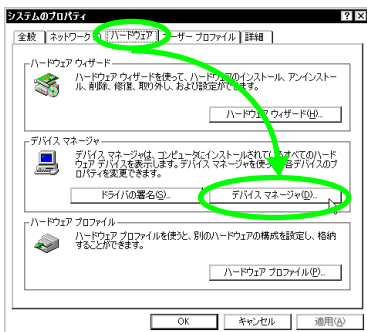 システムのプロパティ
全般 ネットワーク ハードウェア ーザー プロファイル 詳細
ハードウェア ウィザード
ハードウェア ウィザードを使って、ハードウェアのインストール、アンインストー
ル、削除、修復、取り外し、および設定ができます。
ハードウェア ウィザード(H)...
デバイス マネージャ
デバイス マネージャは、コンピュータにインストールされているすべてのハード
ウェア デバイスを表示します。デバイス マネージャを使って、各デバイスのプ
ロパティを変更できます。
ドライバの署名(S)... デバイス マネージャ(D)...
ハードウェア プロファイル
ハードウェア プロファイルを使うと、別のハードウェアの構成を設定し、格納
することができます。
ハードウェア プロファイル(P)...
OK キャンセル 適用(A)